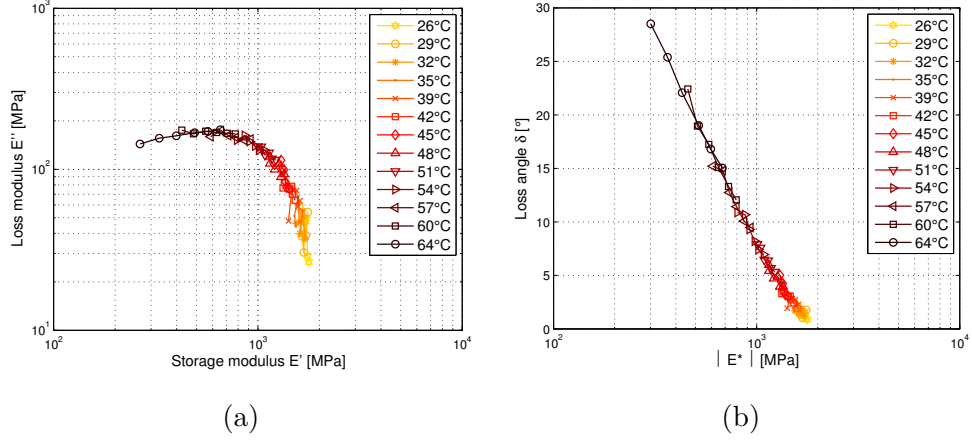 10³
26°C
29°C
32°C
35°C
39°C
42°C
45°C
48°C
51°C
54°C
57°C
60°C
64°C
10²
10¹
Loss modulus E'' [MPa]
10² 10³ 10⁴
Storage modulus E' [MPa]
(a)
30
25
20
15
10
5
0
Loss angle δ [°]
26°C
29°C
32°C
35°C
39°C
42°C
45°C
48°C
51°C
54°C
57°C
60°C
64°C
10² 10³ 10⁴
| E* | [MPa]
(b)